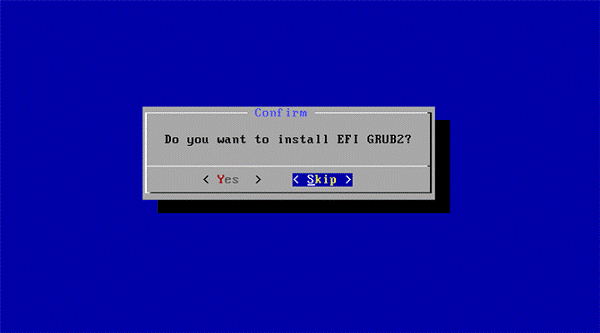 Confirm
Do you want to install EFI GRUB2?
< Yes > < Skip >